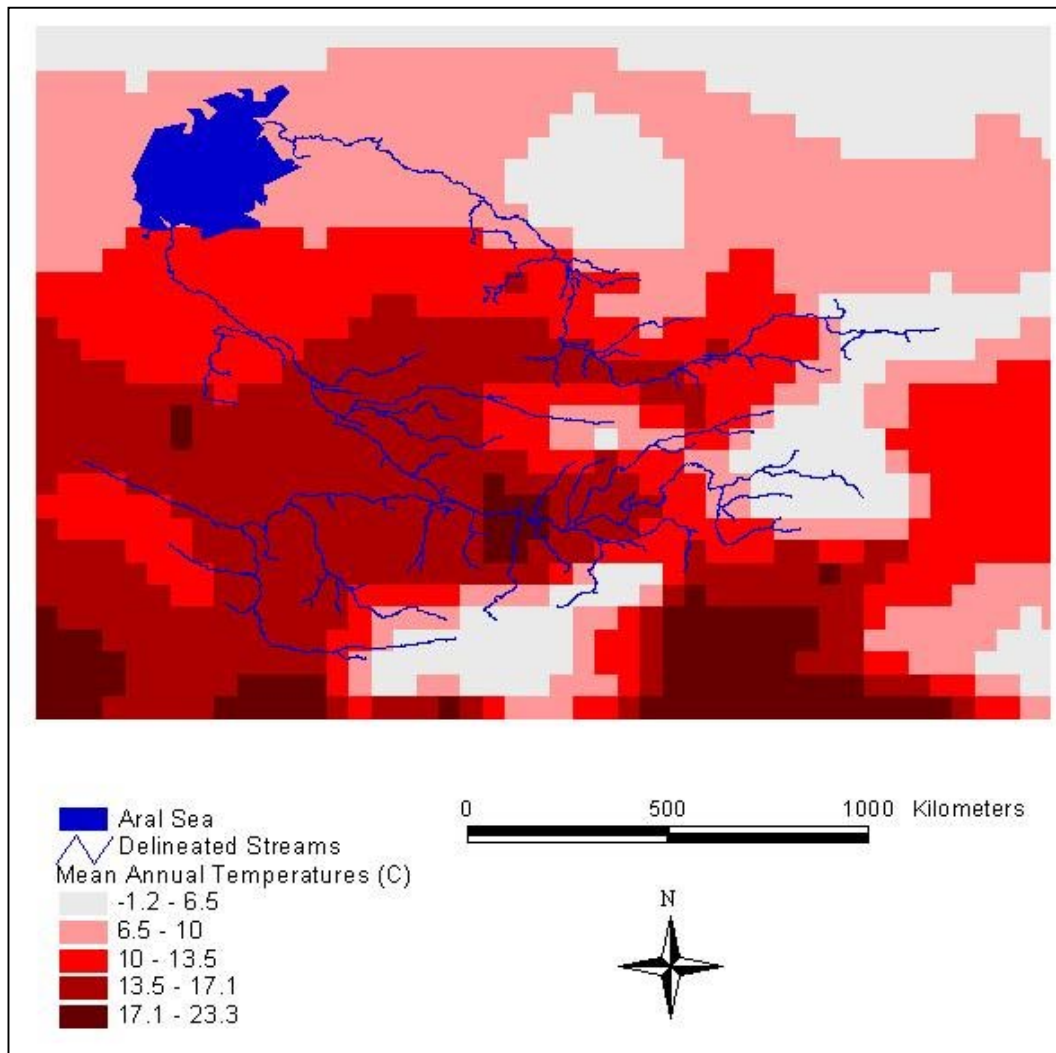 0 500 1000 Kilometers
Aral Sea
Delineated Streams
Mean Annual Temperatures (C)
-1.2 - 6.5
6.5 - 10
10 - 13.5
13.5 - 17.1
17.1 - 23.3
N